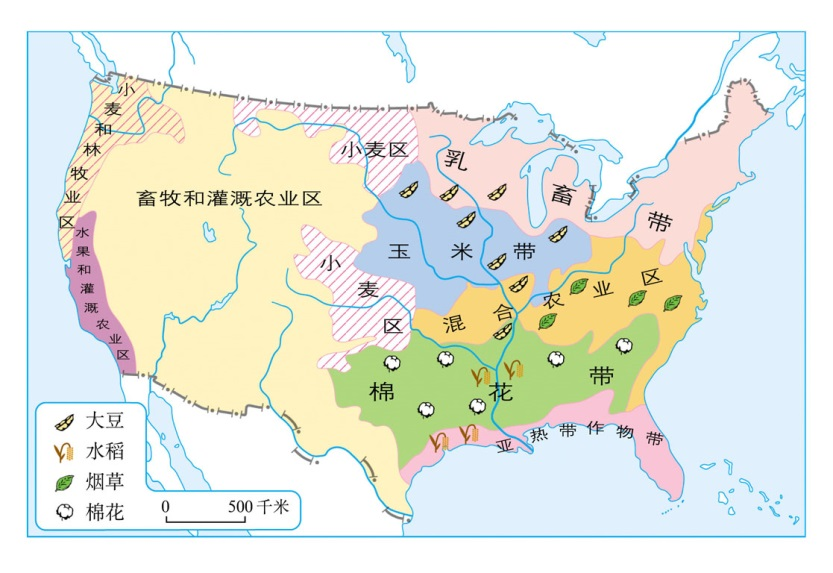 小麦和林牧业区
畜牧和灌溉农业区
水果和灌溉农业区
小麦区
小麦区
乳畜带
玉米带
混合农业区
棉花带
亚热带作物带
大豆
水稻
烟草
棉花
0 500千米